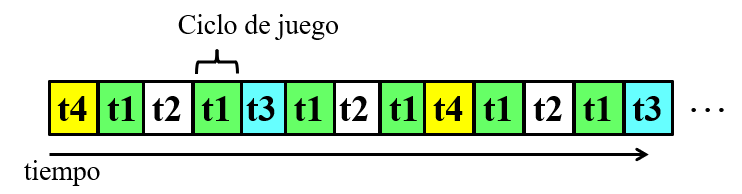 Ciclo de juego
t4 t1 t2 t1 t3 t1 t2 t1 t4 t1 t2 t1 t3 ...
tiempo